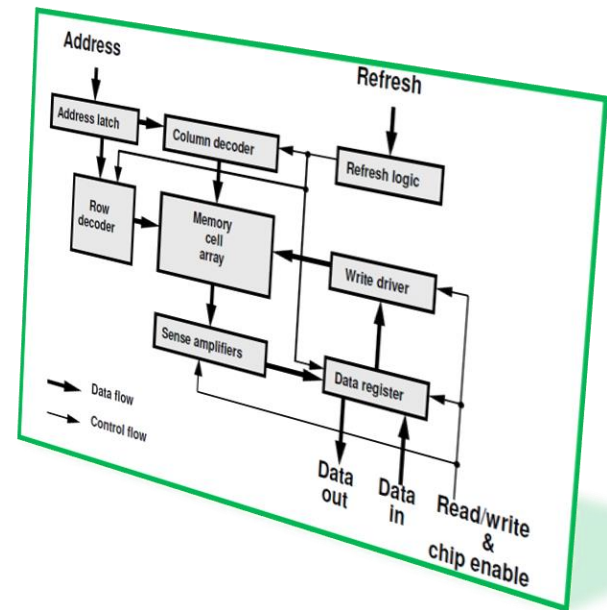 Address
Refresh
Address latch
Column decoder
Refresh logic
Row
decoder
Memory
cell
array
Write driver
Sense amplifiers
Data register
Data flow
Control flow
Data
out
Data
in
Read/write
&
chip enable